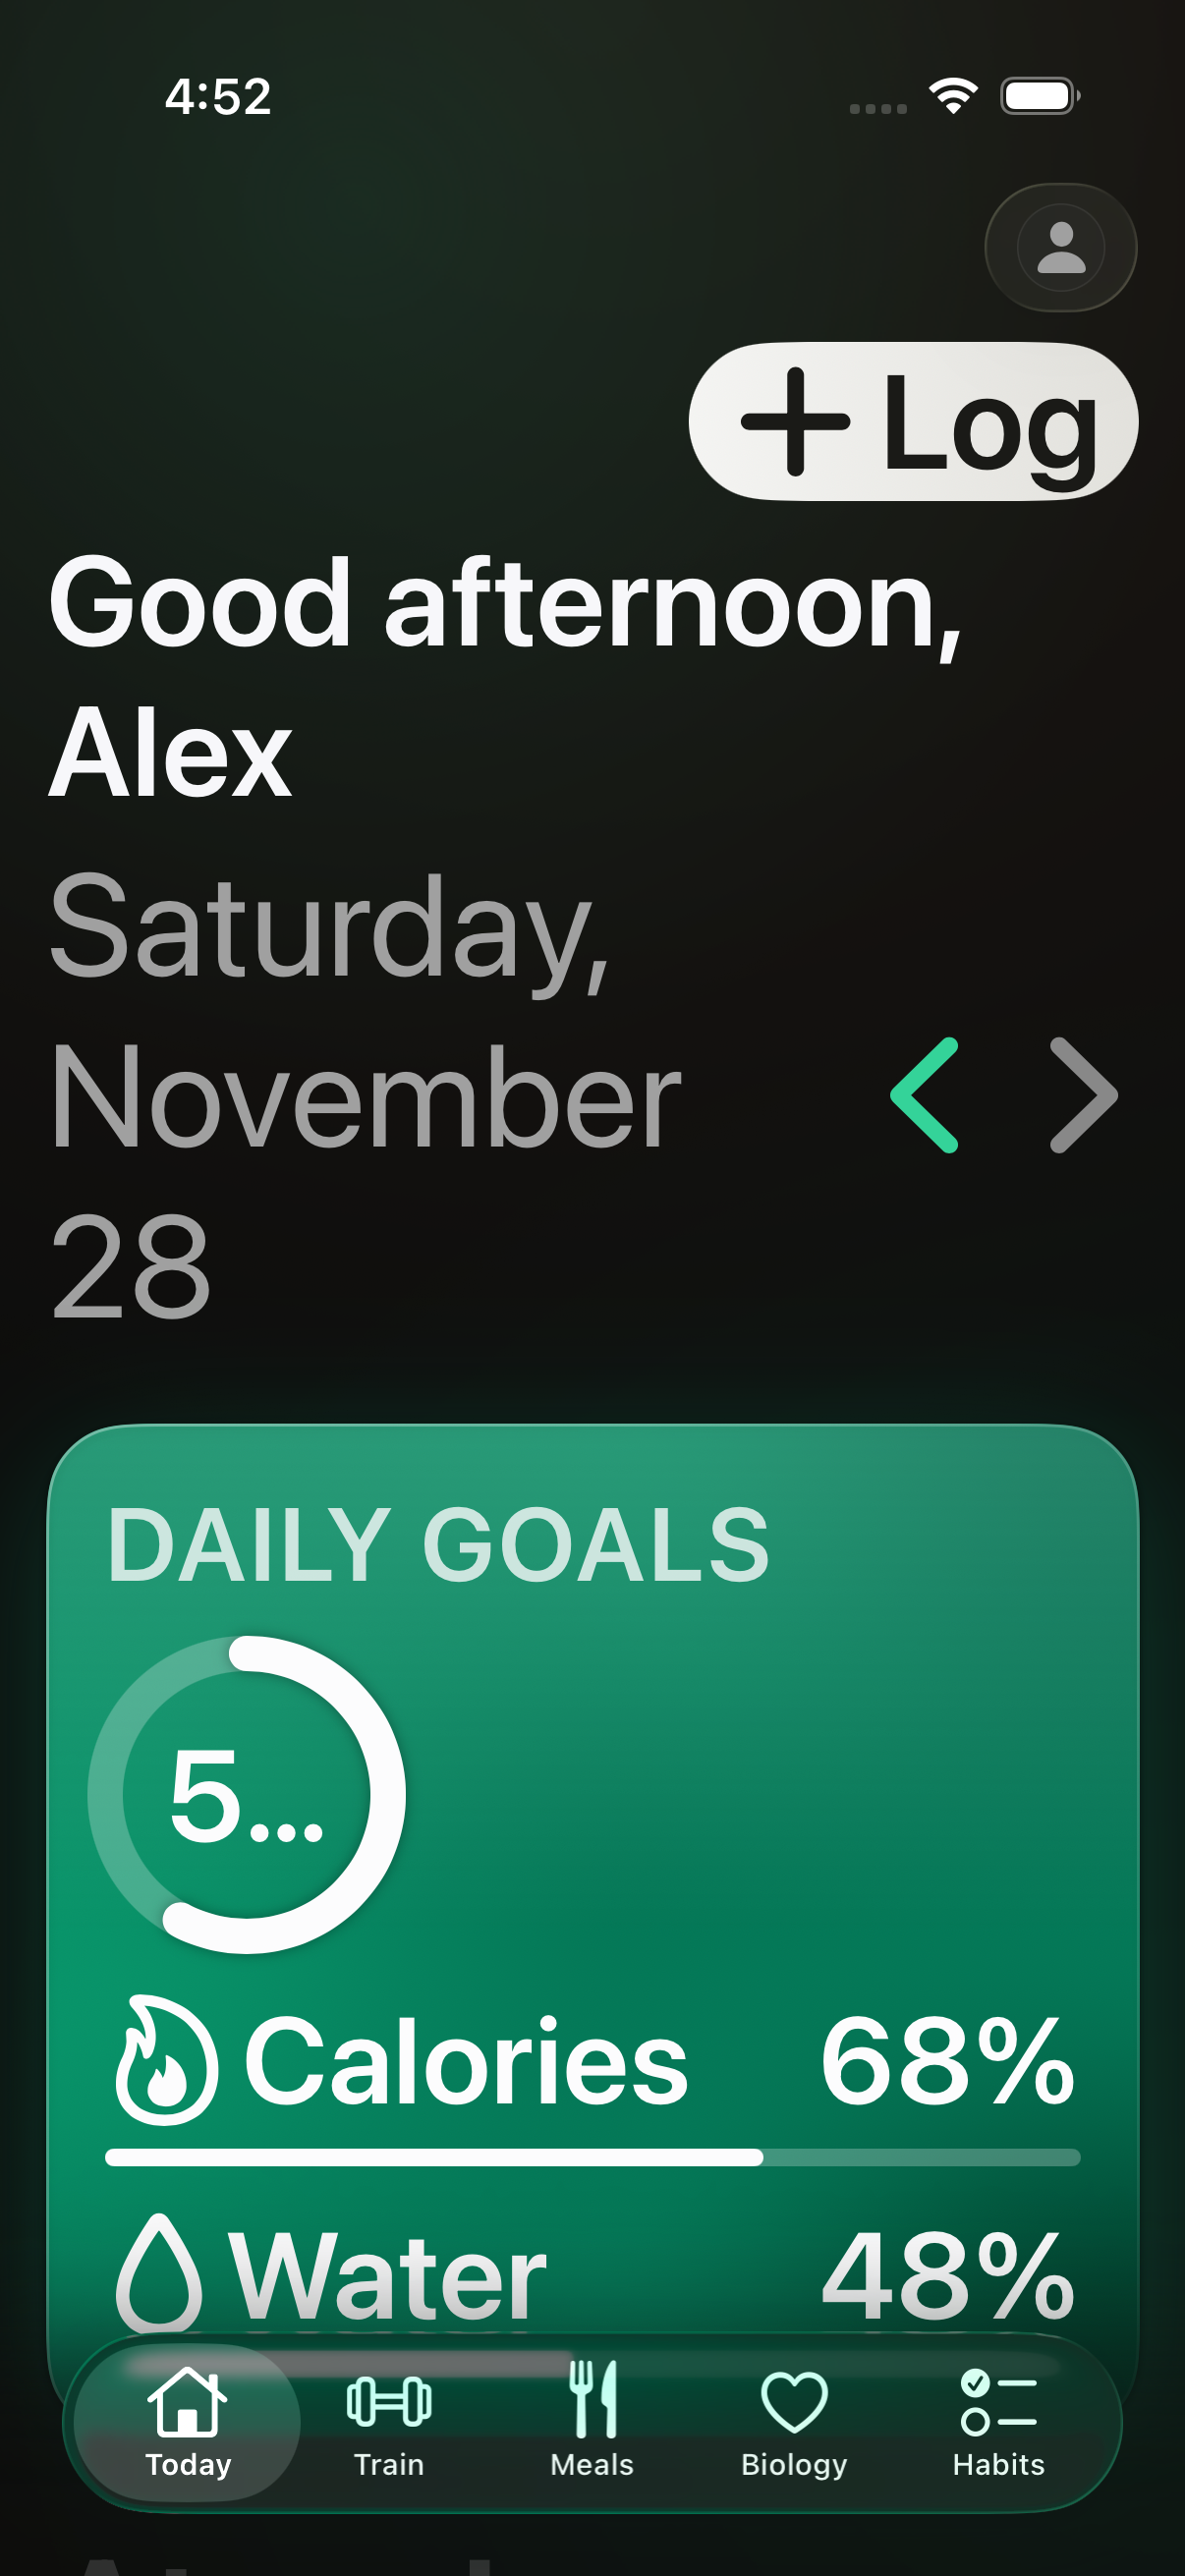 4:52
Log
Good afternoon,
Alex
Saturday,
November
28
DAILY GOALS
5...
Calories 68%
Water 48%
Today Train Meals Biology Habits